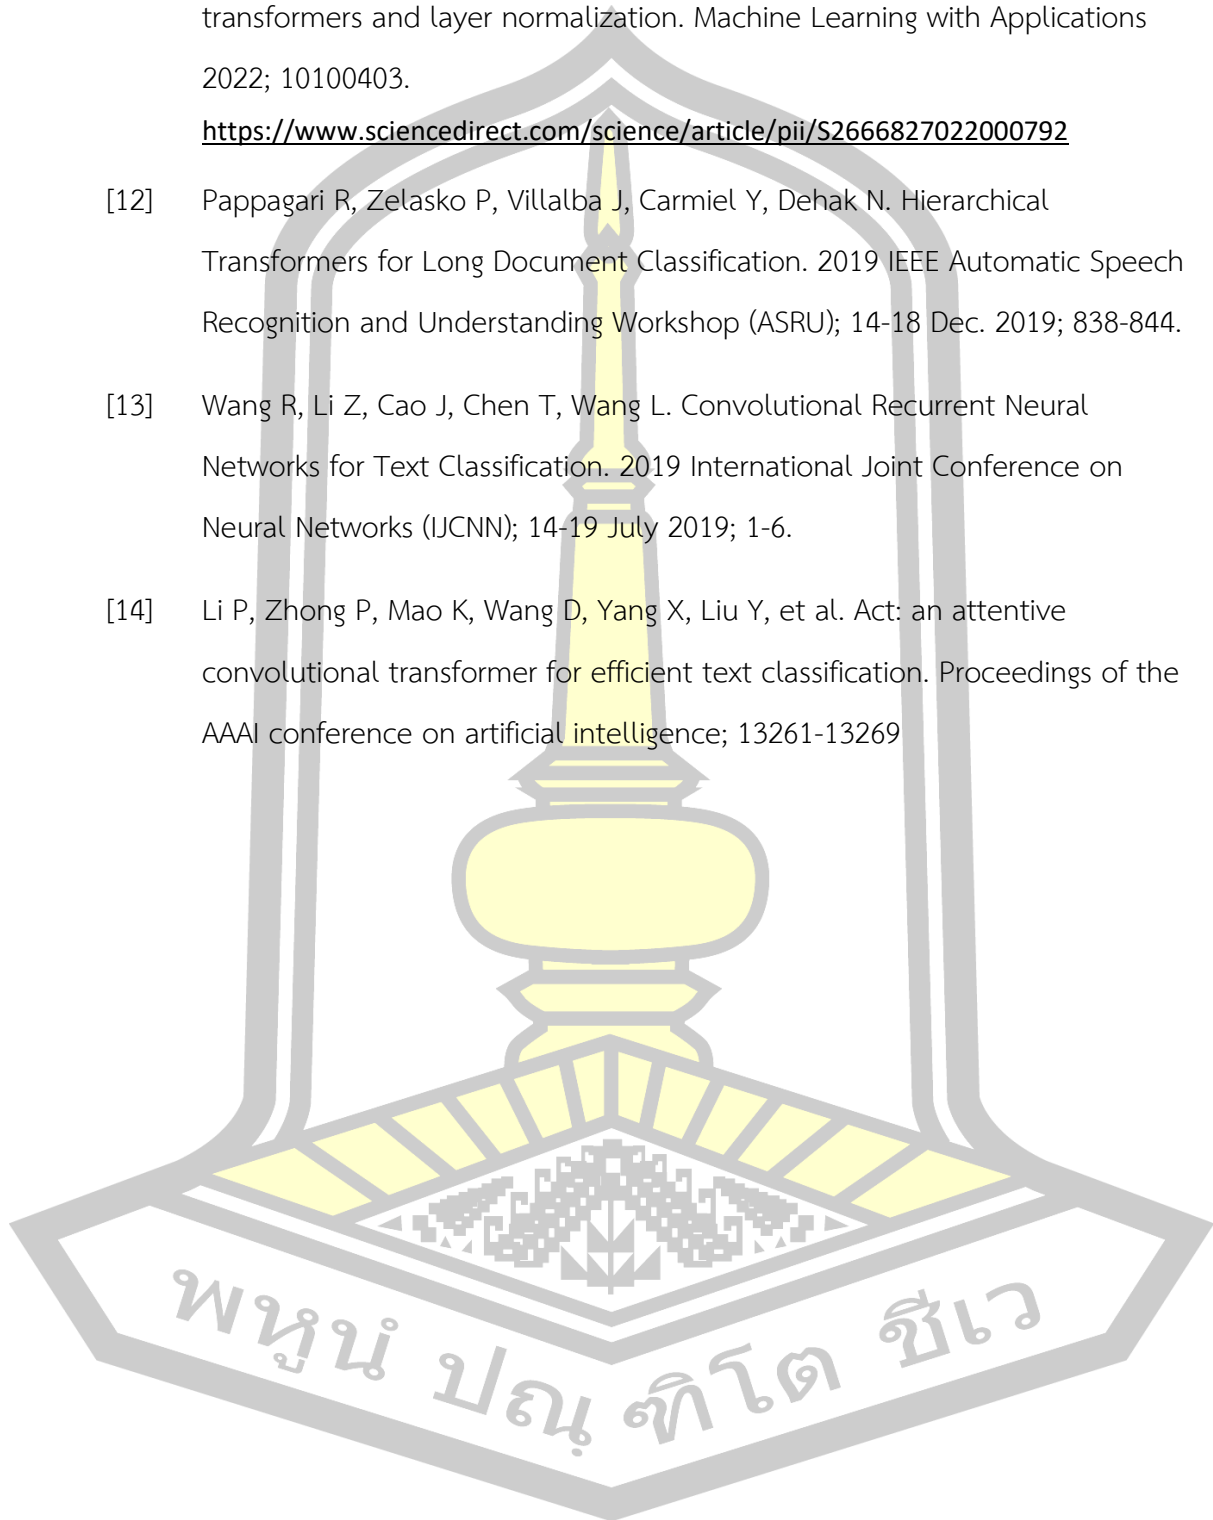 transformers and layer normalization. Machine Learning with Applications
2022; 10100403.
https://www.sciencedirect.com/science/article/pii/S2666827022000792
[12] Pappagari R, Zelasko P, Villalba J, Carmiel Y, Dehak N. Hierarchical
Transformers for Long Document Classification. 2019 IEEE Automatic Speech
Recognition and Understanding Workshop (ASRU); 14-18 Dec. 2019; 838-844.
[13] Wang R, Li Z, Cao J, Chen T, Wang L. Convolutional Recurrent Neural
Networks for Text Classification. 2019 International Joint Conference on
Neural Networks (IJCNN); 14-19 July 2019; 1-6.
[14] Li P, Zhong P, Mao K, Wang D, Yang X, Liu Y, et al. Act: an attentive
convolutional transformer for efficient text classification. Proceedings of the
AAAI conference on artificial intelligence; 13261-13269
พหูนํ ปณฺฑิโต ชีเว